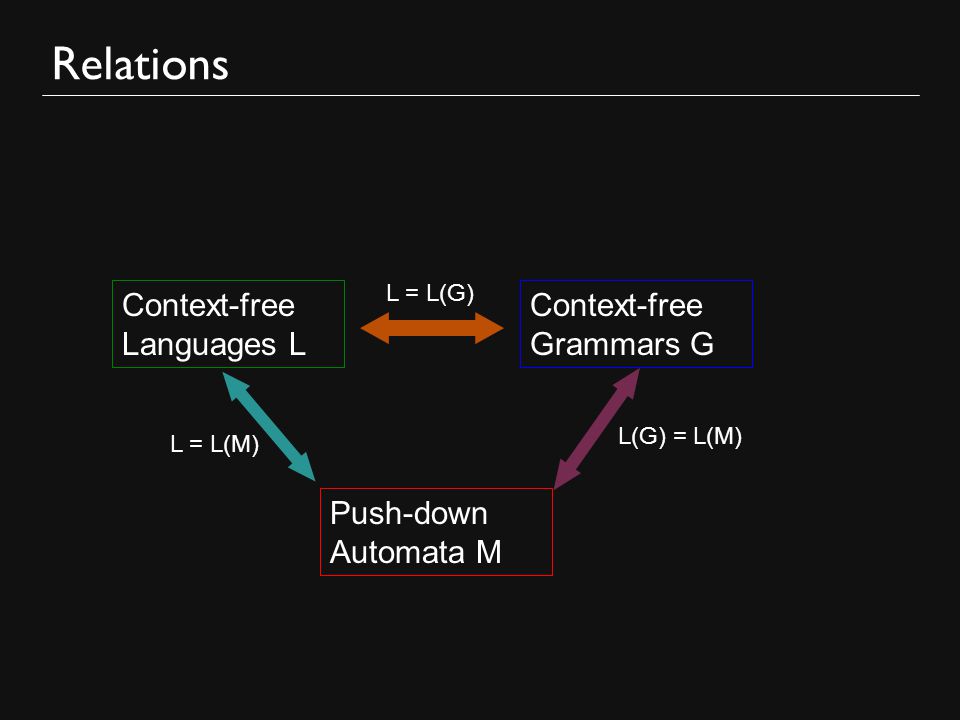 Relations
L = L(G)
Context-free
Languages L
Context-free
Grammars G
L = L(M)
L(G) = L(M)
Push-down
Automata M